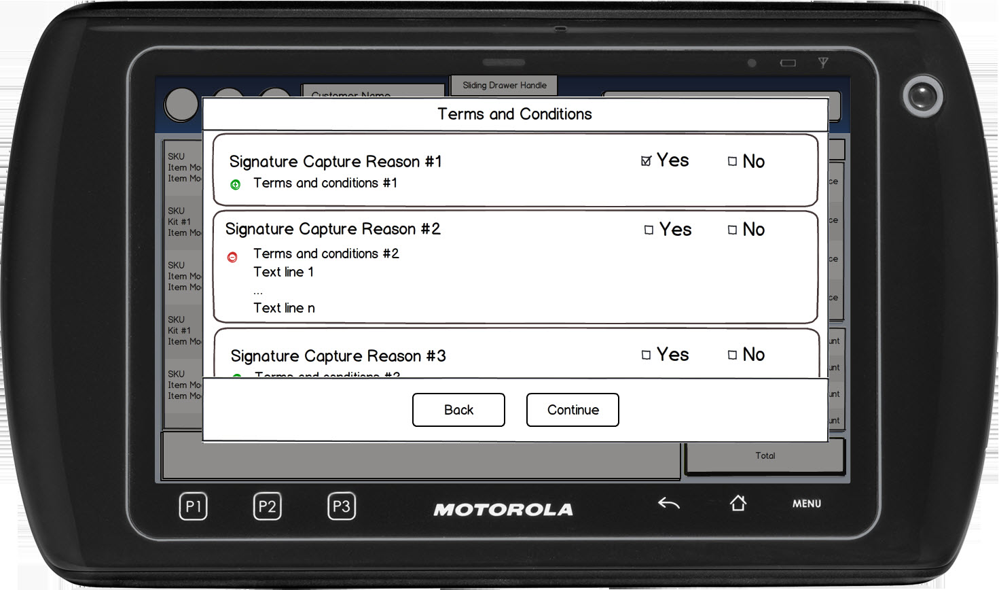 Customer Name
Sliding Drawer Handle
Terms and Conditions
SKU
Item Mo
Item Mo
SKU
Kit #1
Item Mo
SKU
Item Mo
Item Mo
SKU
Kit #1
Item Mo
SKU
Item Mo
Item Mo
Signature Capture Reason #1
Yes
No
Terms and conditions #1
Signature Capture Reason #2
Yes
No
Terms and conditions #2
Text line 1
...
Text line n
Signature Capture Reason #3
Yes
No
Terms and conditions #3
Back
Continue
ce
ce
ce
ce
unt
unt
unt
unt
Total
P1
P2
P3
MOTOROLA
MENU